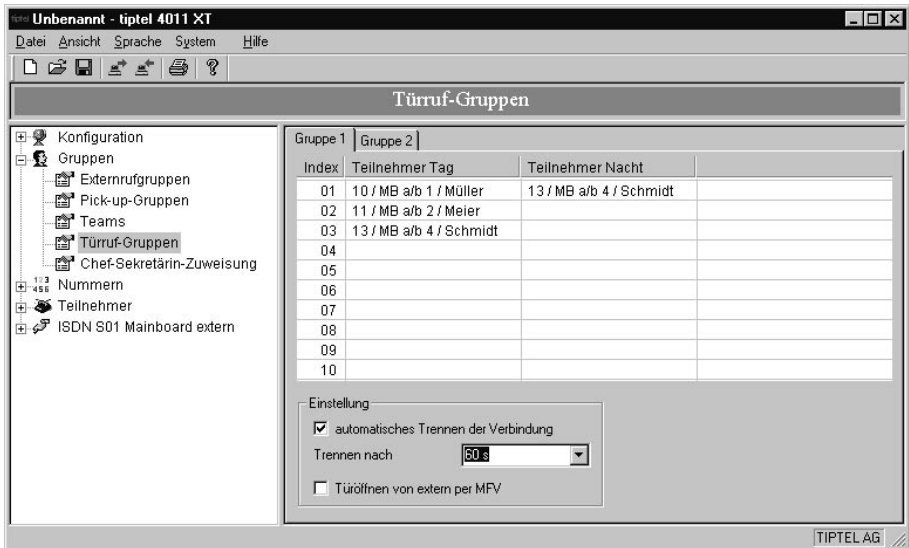 Unbenannt - tiptel 4011 XT
Datei Ansicht Sprache System Hilfe
Türruf-Gruppen
Konfiguration
Gruppen
Externrufgruppen
Pick-up-Gruppen
Teams
Türruf-Gruppen
Chef-Sekretärin-Zuweisung
Nummern
Teilnehmer
ISDN S01 Mainboard extern
Gruppe 1 Gruppe 2
Index Teilnehmer Tag Teilnehmer Nacht
01 10 / MB a/b 1 / Müller 13 / MB a/b 4 / Schmidt
02 11 / MB a/b 2 / Meier
03 13 / MB a/b 4 / Schmidt
04
05
06
07
08
09
10
Einstellung
automatisches Trennen der Verbindung
Trennen nach 60 s
Türöffnen von extern per MFV
TIPTEL AG